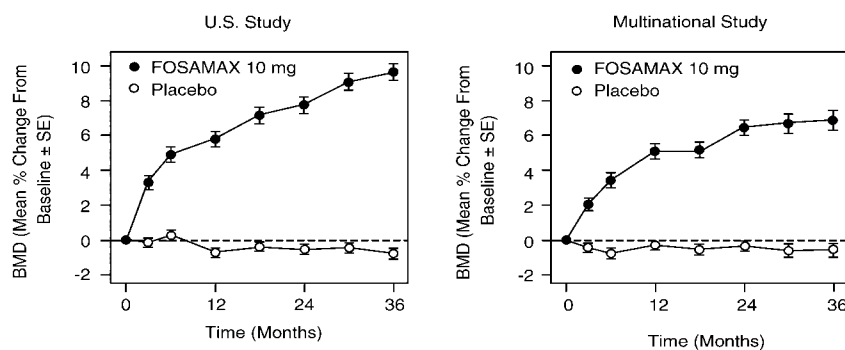 U.S. Study
BMD (Mean % Change From
Baseline ± SE)
10
8
6
4
2
0
-2
FOSAMAX 10 mg
Placebo
0 12 24 36
Time (Months)
Multinational Study
BMD (Mean % Change From
Baseline ± SE)
10
8
6
4
2
0
-2
FOSAMAX 10 mg
Placebo
0 12 24 36
Time (Months)